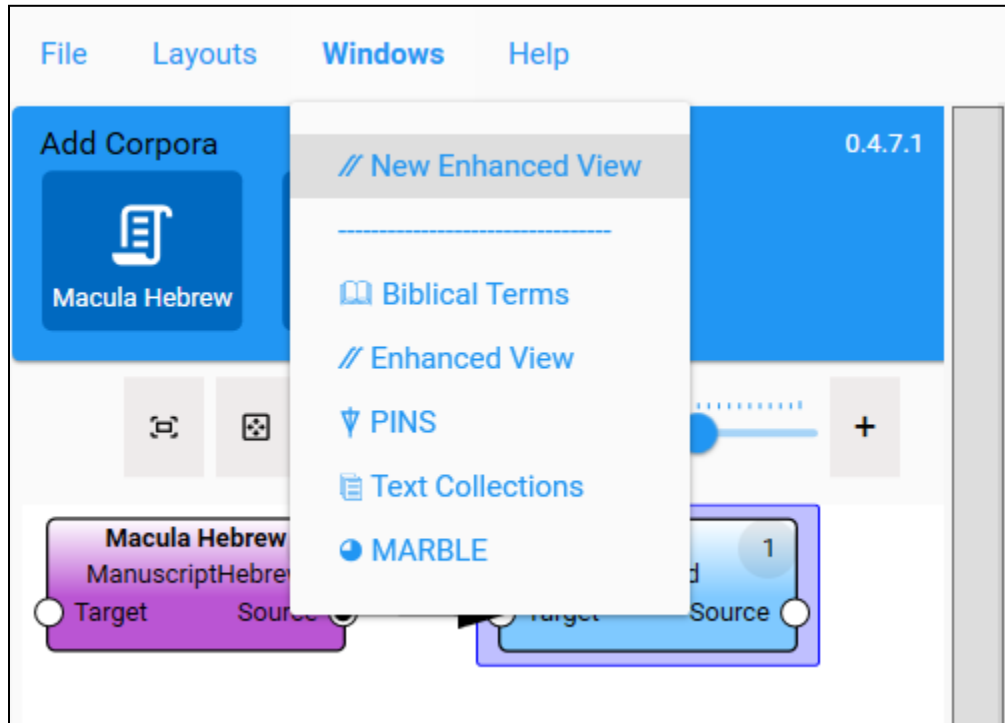 File Layouts Windows Help
Add Corpora
0.4.7.1
Macula Hebrew
// New Enhanced View
---------------------------------
Biblical Terms
// Enhanced View
PINS
Text Collections
MARBLE
+
Macula Hebrew
Target Source
1
Target Source